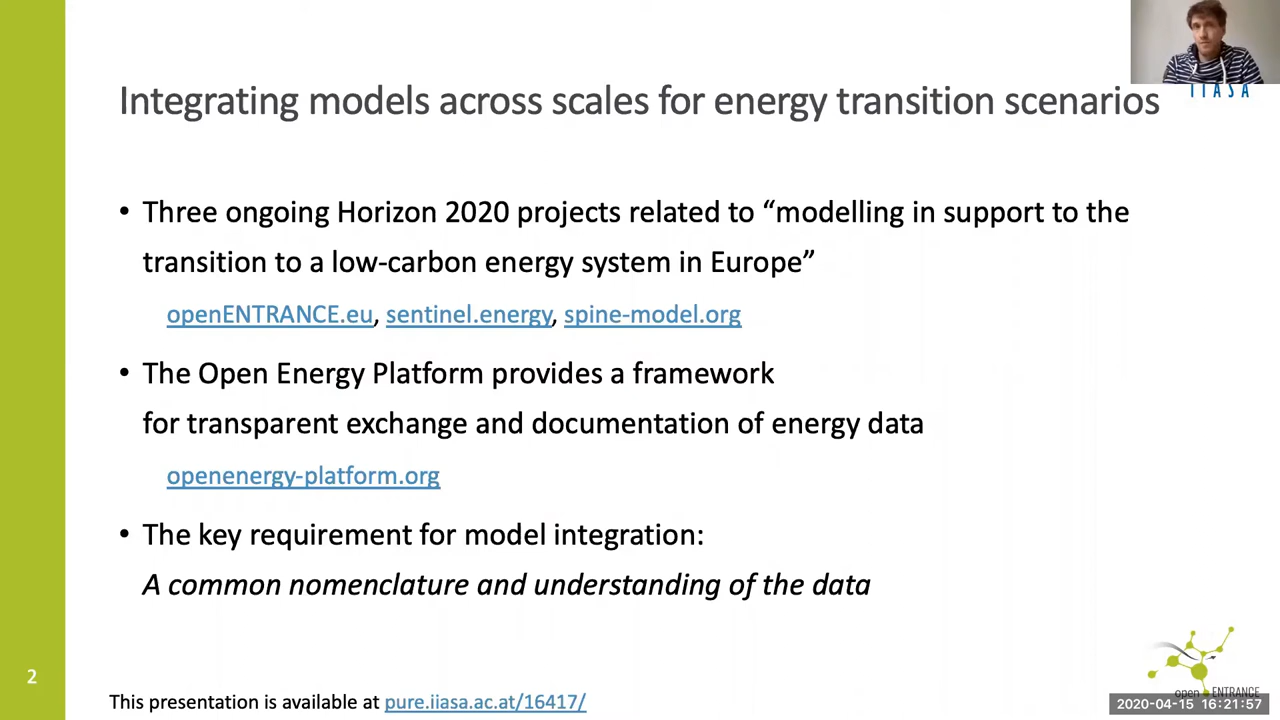 IIASA
Integrating models across scales for energy transition scenarios
• Three ongoing Horizon 2020 projects related to “modelling in support to the
transition to a low-carbon energy system in Europe”
openENTRANCE.eu, sentinel.energy, spine-model.org
• The Open Energy Platform provides a framework
for transparent exchange and documentation of energy data
openenergy-platform.org
• The key requirement for model integration:
A common nomenclature and understanding of the data
2
This presentation is available at pure.iiasa.ac.at/16417/
open ENTRANCE
2020-04-15 16:21:57